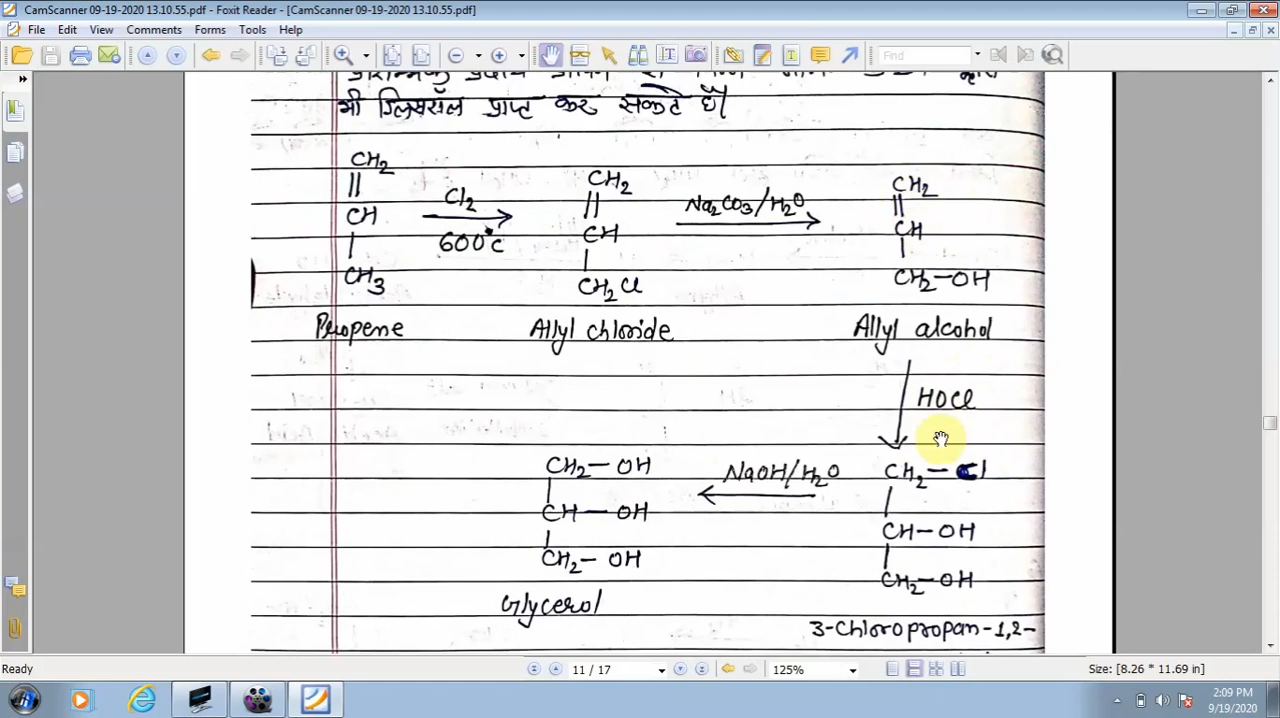 CamScanner 09-19-2020 13.10.55.pdf - Foxit Reader - [CamScanner 09-19-2020 13.10.55.pdf]
File Edit View Comments Forms Tools Help
Find
भी ग्लिसरॉल प्राप्त कर सकते हैं।
CH2 || CH | CH3
Cl2
600°C
CH2 || CH | CH2Cl
Na2CO3/H2O
CH2 || CH | CH2-OH
Propene Allyl chloride Allyl alcohol
HOCl
CH2-Cl | CH-OH | CH2-OH
NaOH/H2O
CH2-OH | CH-OH | CH2-OH
Glycerol
3-Chloropropan-1,2-
Ready 11 / 17 125% Size: [8.26 * 11.69 in]
2:09 PM
9/19/2020